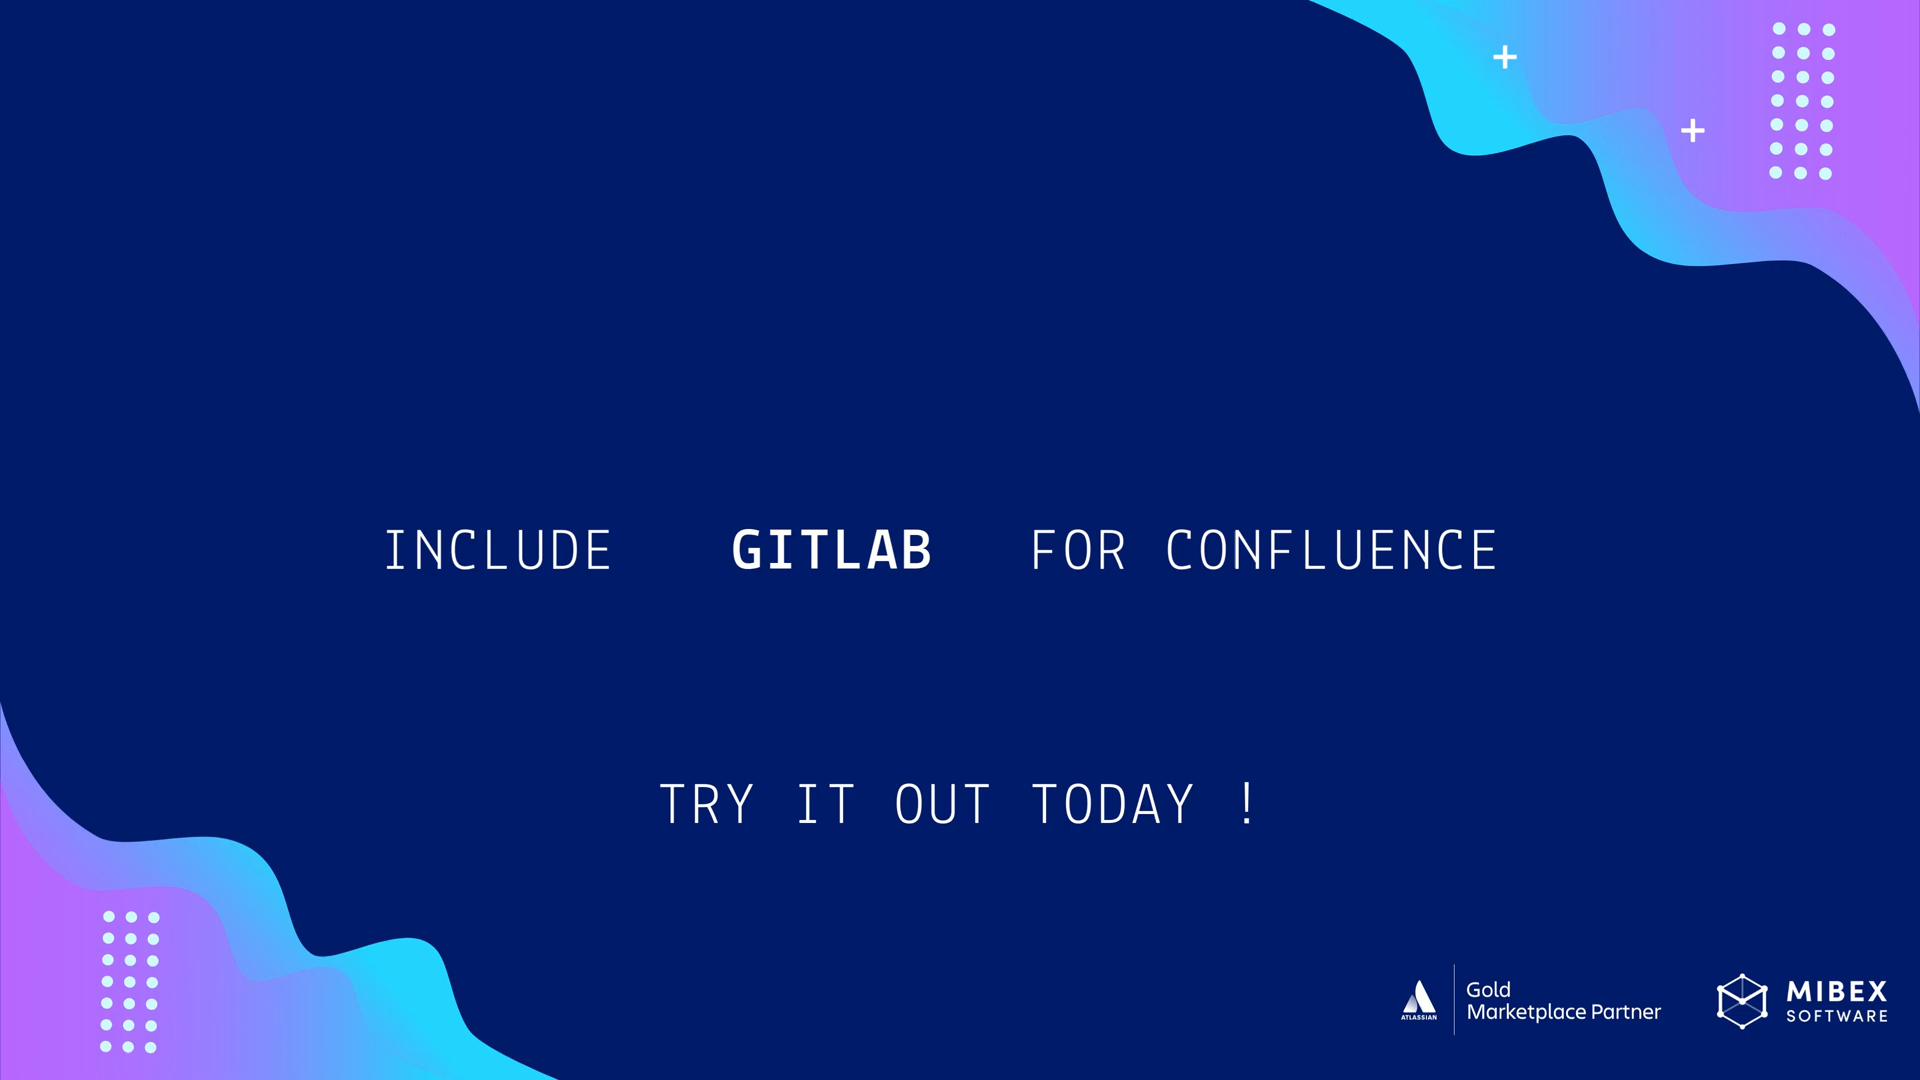 INCLUDE GITLAB FOR CONFLUENCE
TRY IT OUT TODAY !
ATLASSIAN
Gold
Marketplace Partner
MIBEX
SOFTWARE